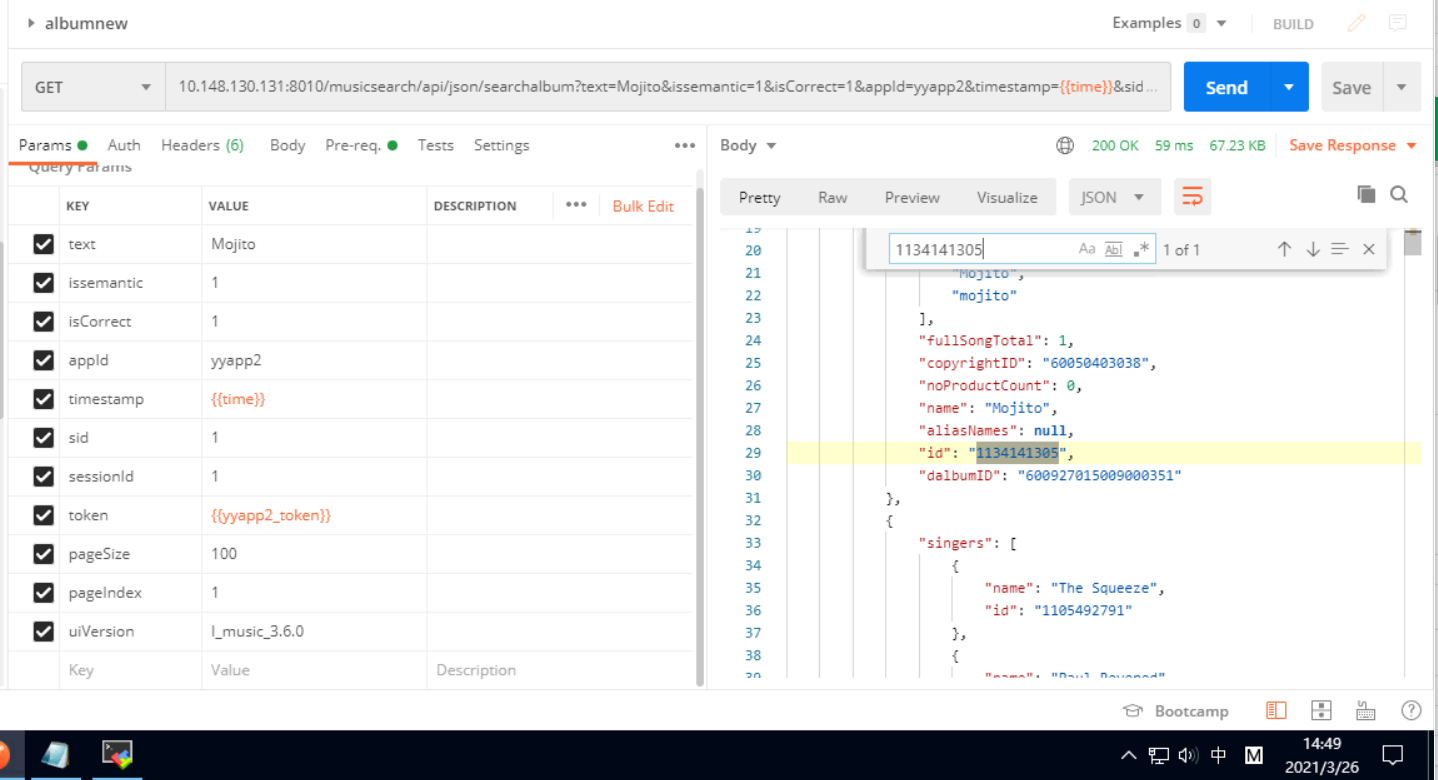 albumnew
Examples 0
BUILD
GET
10.148.130.131:8010/musicsearch/api/json/searchalbum?text=Mojito&issemantic=1&isCorrect=1&appId=yyapp2&timestamp={{time}}&sid...
Send
Save
Params
Auth
Headers (6)
Body
Pre-req.
Tests
Settings
Query Params
KEY VALUE DESCRIPTION Bulk Edit
text Mojito
issemantic 1
isCorrect 1
appId yyapp2
timestamp {{time}}
sid 1
sessionId 1
token {{yyapp2_token}}
pageSize 100
pageIndex 1
uiVersion I_music_3.6.0
Key Value Description
Body
200 OK 59 ms 67.23 KB Save Response
Pretty Raw Preview Visualize JSON
1134141305 Aa Abl .* 1 of 1
19
20
21 "Mojito",
22 "mojito"
23 ],
24 "fullSongTotal": 1,
25 "copyrightID": "60050403038",
26 "noProductCount": 0,
27 "name": "Mojito",
28 "aliasNames": null,
29 "id": "1134141305",
30 "dalbumID": "600927015009000351"
31 },
32 {
33 "singers": [
34 {
35 "name": "The Squeeze",
36 "id": "1105492791"
37 },
38 {
39 "name": "Paul Revered"
Bootcamp
中 M
14:49
2021/3/26